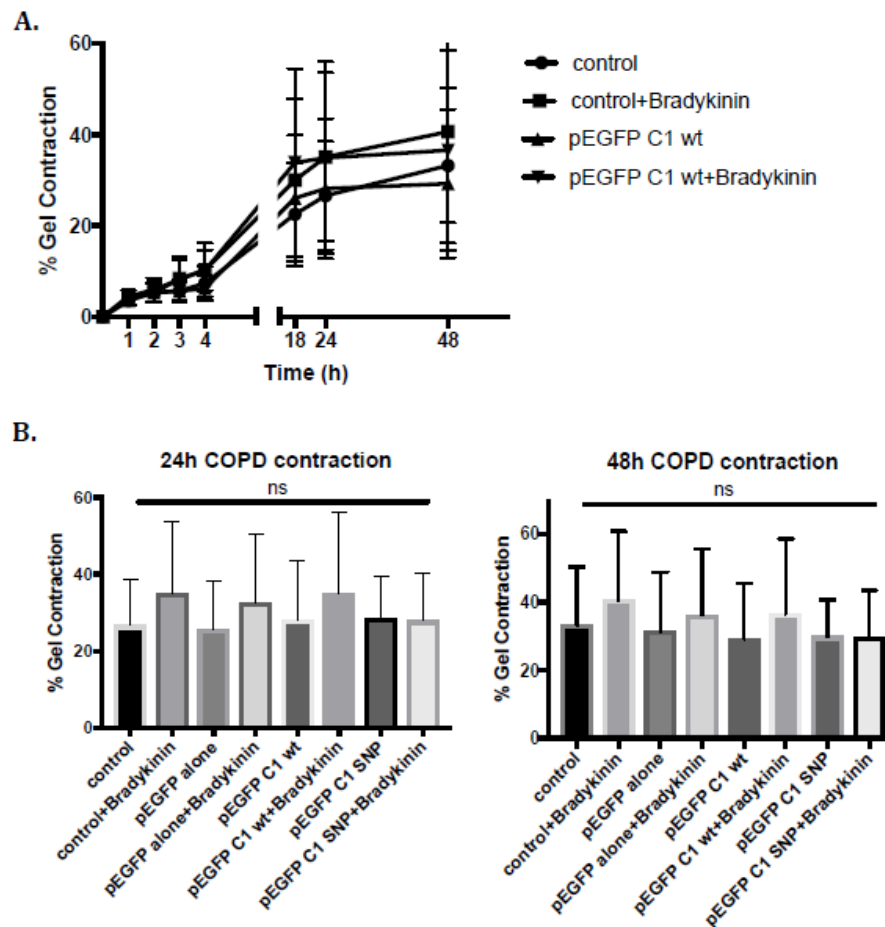 A.
60
40
20
0
% Gel Contraction
1 2 3 4 18 24 48
Time (h)
control
control+Bradykinin
pEGFP C1 wt
pEGFP C1 wt+Bradykinin
B.
24h COPD contraction
ns
60
40
20
0
% Gel Contraction
control
control+Bradykinin
pEGFP alone
pEGFP alone+Bradykinin
pEGFP C1 wt
pEGFP C1 wt+Bradykinin
pEGFP C1 SNP
pEGFP C1 SNP+Bradykinin
48h COPD contraction
ns
60
40
20
0
% Gel Contraction
control
control+Bradykinin
pEGFP alone
pEGFP alone+Bradykinin
pEGFP C1 wt
pEGFP C1 wt+Bradykinin
pEGFP C1 SNP
pEGFP C1 SNP+Bradykinin